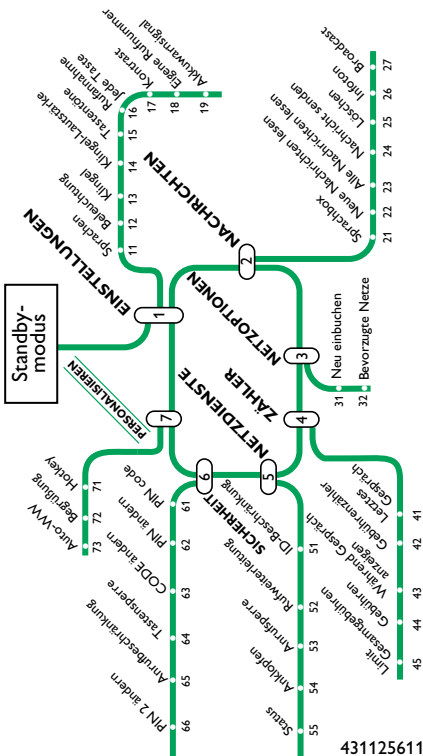 Standby-
modus
1
EINSTELLUNGEN
11
Sprachen
12
Beleuchtung
13
Klingel
14
Klingel-Lautstärke
15
Tastentöne
16
Rufannahme
Jede Taste
17
Kontrast
18
Eigene Rufnummer
19
Akkuwarnsignal
2
NACHRICHTEN
21
Sprachbox
22
Neue Nachrichten lesen
23
Alle Nachrichten lesen
24
Nachricht senden
25
Löschen
26
Infoton
27
Broadcast
3
NETZOPTIONEN
31
Neu einbuchen
32
Bevorzugte Netze
4
ZÄHLER
41
Letztes
Gespräch
42
Gebührenzähler
43
Während Gespräch
anzeigen
44
Gebühren
Gesamtgebühren
45
Limit
5
NETZDIENSTE
51
ID-Beschränkung
52
Rufweiterleitung
53
Anrufsperre
54
Anklopfen
55
Status
6
SICHERHEIT
61
PIN code
62
PIN ändern
63
CODE ändern
64
Tastensperre
65
Anrufbeschränkung
66
PIN 2 ändern
7
PERSONALISIEREN
71
Hotkey
72
Begrüßung
73
Auto-WW
431125611